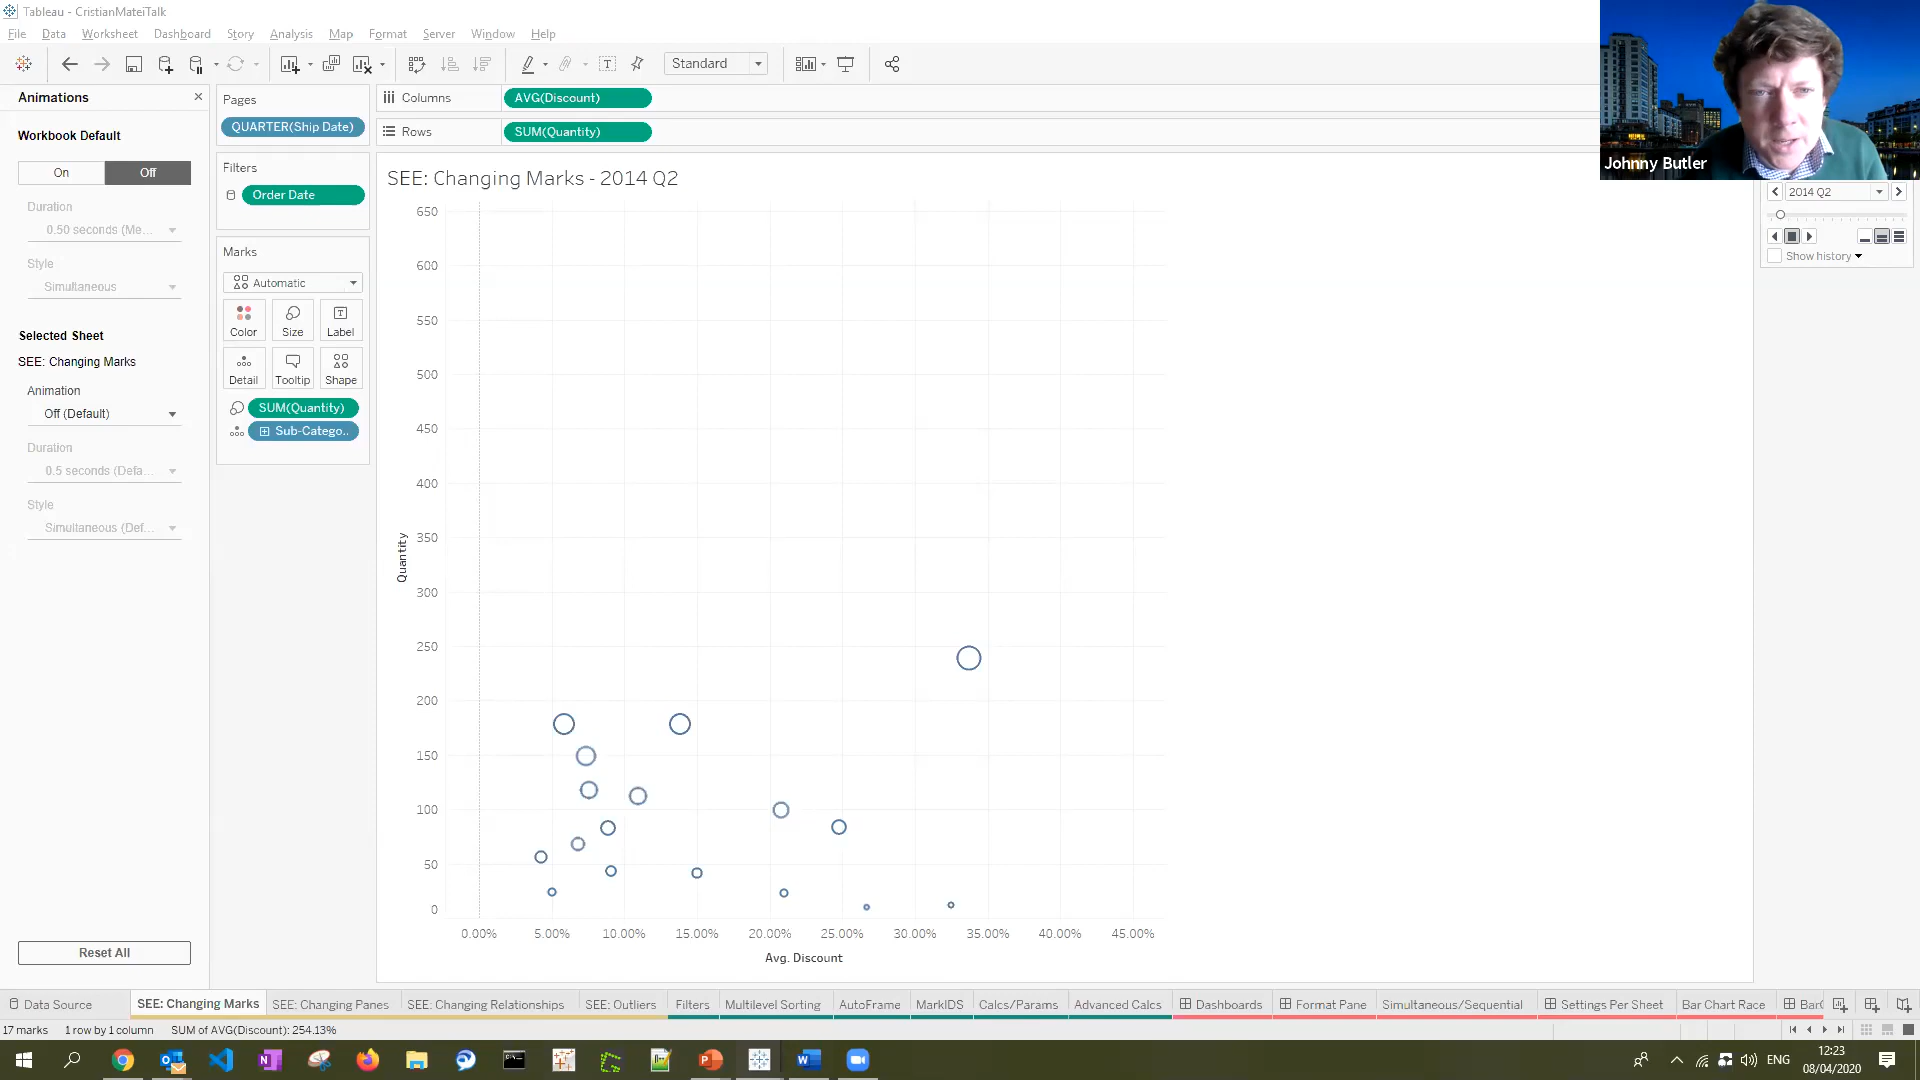 Tableau - CristianMateiTalk
File Data Worksheet Dashboard Story Analysis Map Format Server Window Help
Standard
Animations
Workbook Default
On Off
Duration
0.50 seconds (Me...
Style
Simultaneous
Selected Sheet
SEE: Changing Marks
Animation
Off (Default)
Duration
0.5 seconds (Defa...
Style
Simultaneous (Def...
Reset All
Pages
QUARTER(Ship Date)
Filters
Order Date
Marks
Automatic
Color Size Label
Detail Tooltip Shape
SUM(Quantity)
Sub-Catego..
Columns AVG(Discount)
Rows SUM(Quantity)
SEE: Changing Marks - 2014 Q2
650
600
550
500
450
400
350
300
250
200
150
100
50
0
Quantity
0.00% 5.00% 10.00% 15.00% 20.00% 25.00% 30.00% 35.00% 40.00% 45.00%
Avg. Discount
Johnny Butler
2014 Q2
Show history
Data Source SEE: Changing Marks SEE: Changing Panes SEE: Changing Relationships SEE: Outliers Filters Multilevel Sorting AutoFrame MarkIDS Calcs/Params Advanced Calcs Dashboards Format Pane Simultaneous/Sequential Settings Per Sheet Bar Chart Race
17 marks 1 row by 1 column SUM of AVG(Discount): 254.13%
ENG
12:23
08/04/2020